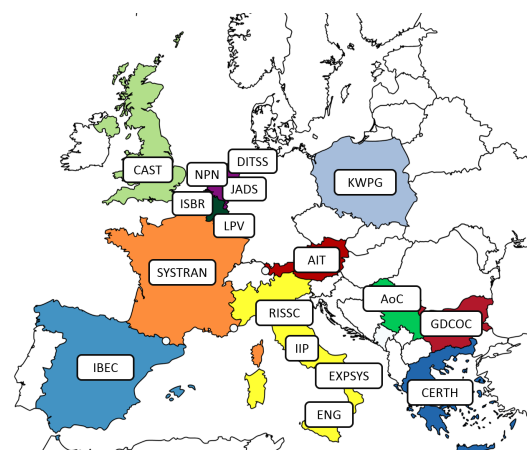 DITSS
CAST
NPN
KWPG
JADS
ISBR
LPV
AIT
SYSTRAN
AoC
RISSC
GDCOC
IIP
IBEC
EXPSYS
CERTH
ENG